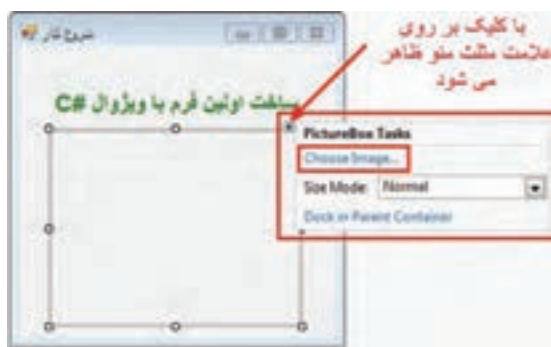 با کلیک بر روی
علامت مثلث منو ظاهر
می شود
شروع کار
ساخت اولین فرم با ویژوال C#
PictureBox Tasks
Choose Image...
Size Mode: Normal
Dock in Parent Container